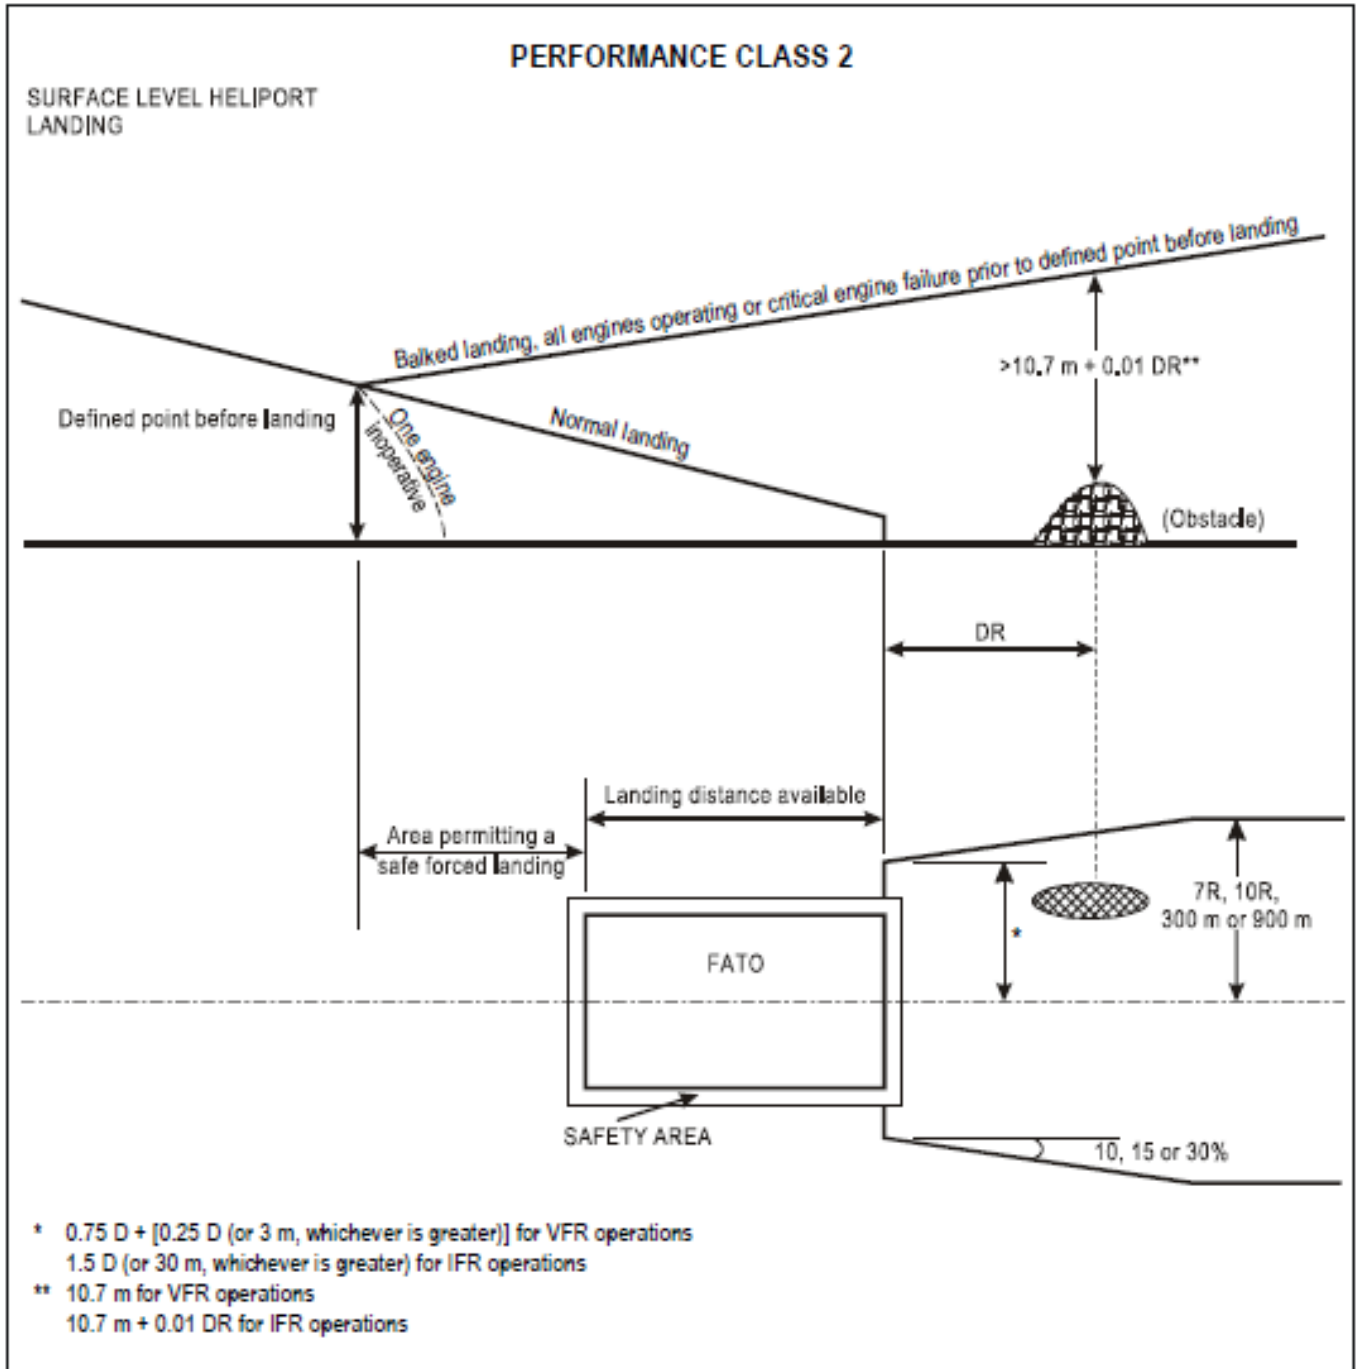 PERFORMANCE CLASS 2
SURFACE LEVEL HELIPORT
LANDING
Balked landing, all engines operating or critical engine failure prior to defined point before landing
>10.7 m + 0.01 DR**
Defined point before landing
One engine
inoperative
Normal landing
(Obstacle)
DR
Landing distance available
Area permitting a
safe forced landing
7R, 10R,
300 m or 900 m
*
FATO
SAFETY AREA
10, 15 or 30%
* 0.75 D + [0.25 D (or 3 m, whichever is greater)] for VFR operations
1.5 D (or 30 m, whichever is greater) for IFR operations
** 10.7 m for VFR operations
10.7 m + 0.01 DR for IFR operations